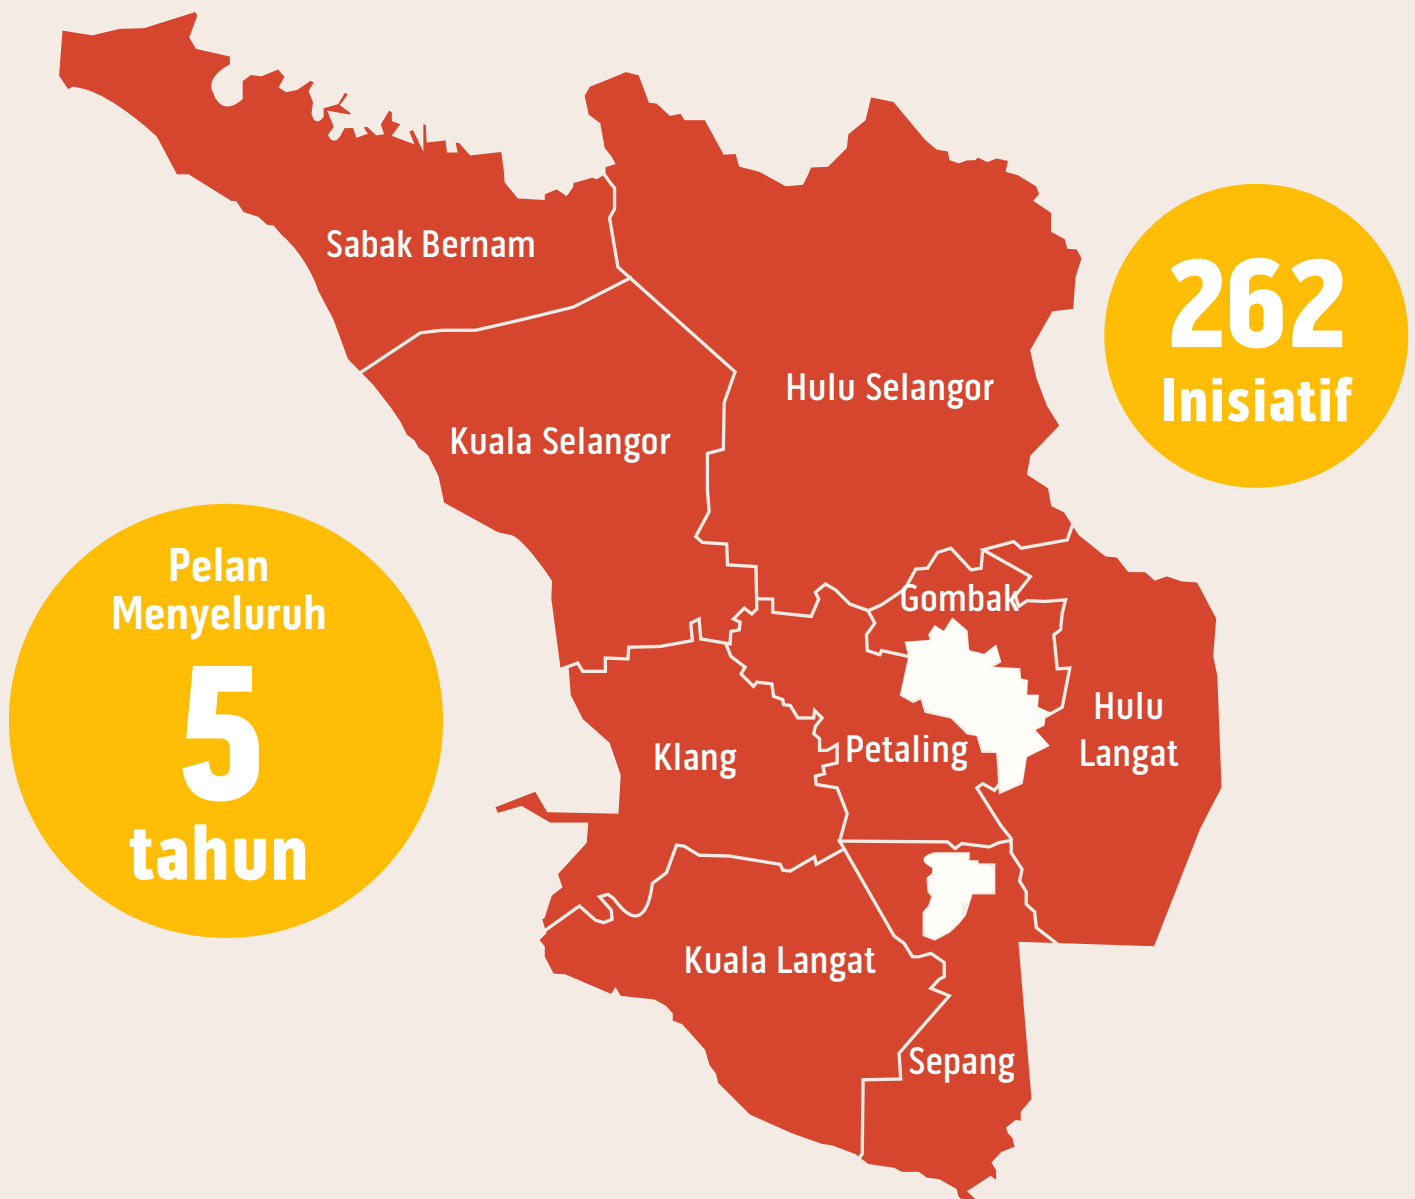 Sabak Bernam
262
Inisiatif
Hulu Selangor
Kuala Selangor
Pelan
Menyeluruh
5
tahun
Gombak
Hulu
Langat
Petaling
Klang
Kuala Langat
Sepang